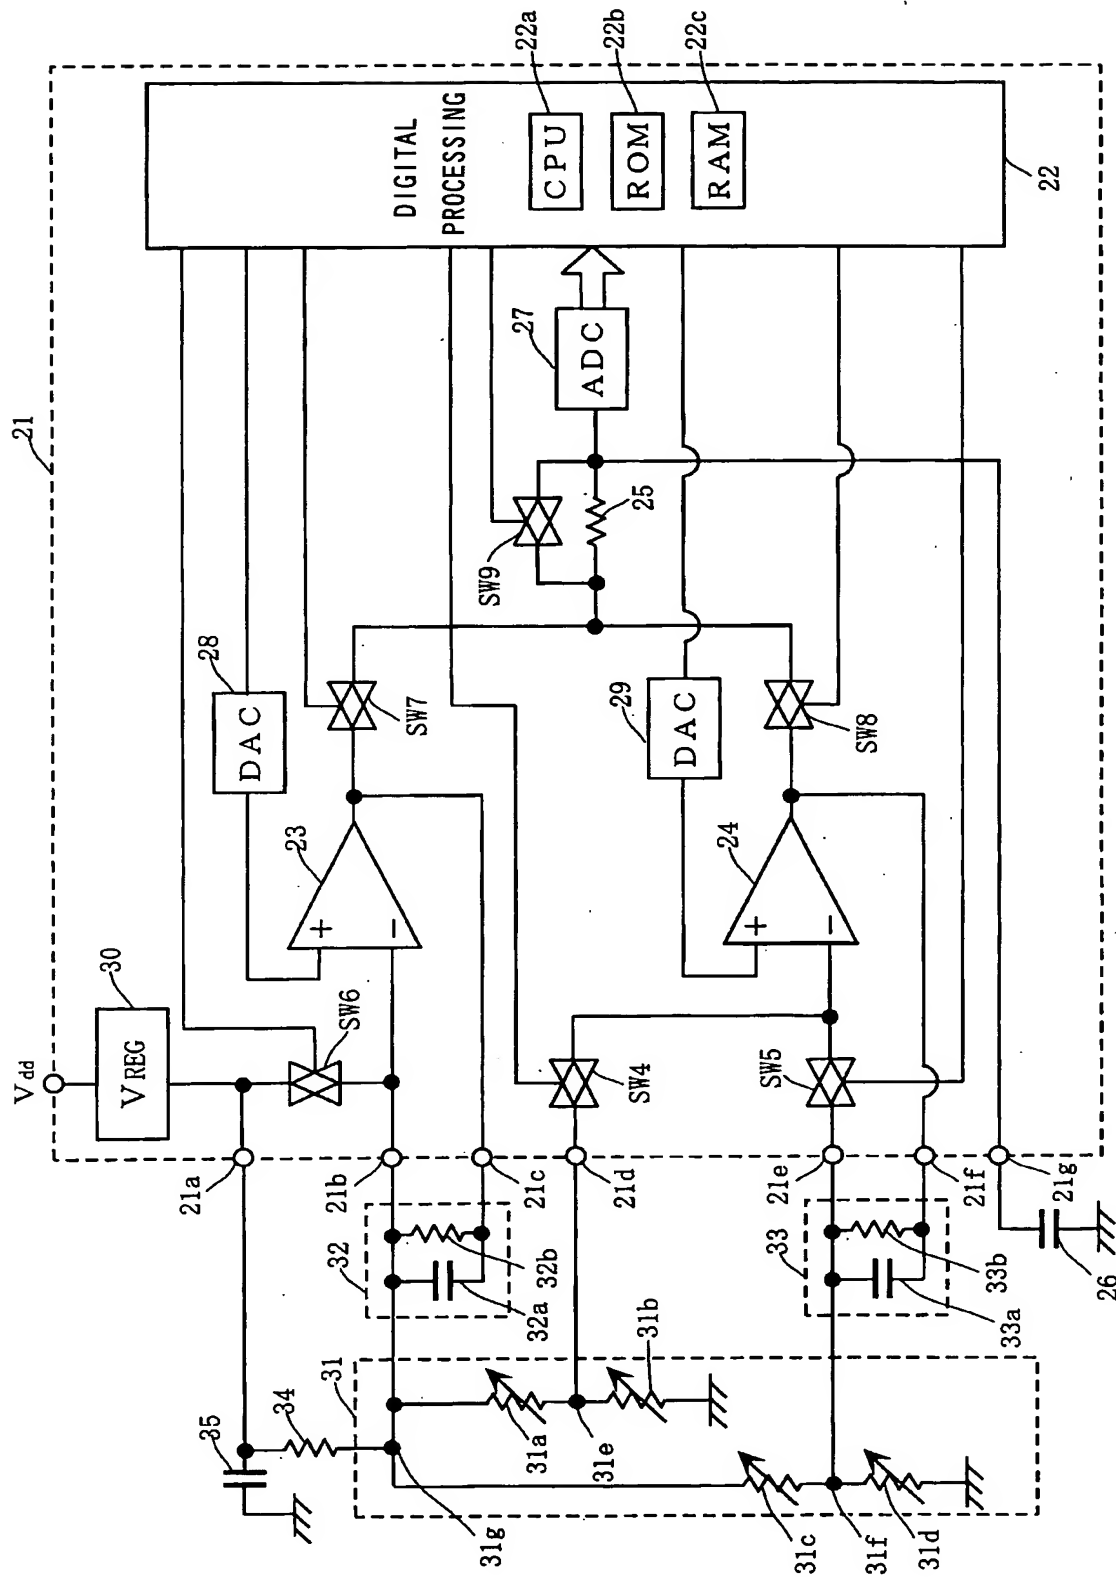 21
DIGITAL
PROCESSING
22a
CPU
22b
ROM
22c
RAM
22
27
ADC
SW9
25
28
DAC
SW7
29
DAC
SW8
23
+
−
24
+
−
Vdd
30
VREG
SW6
SW4
SW5
21a
21b
21c
21d
21e
21f
21g
32
32b
32a
33
33b
33a
26
35
34
31
31a
31b
31e
31g
31c
31f
31d